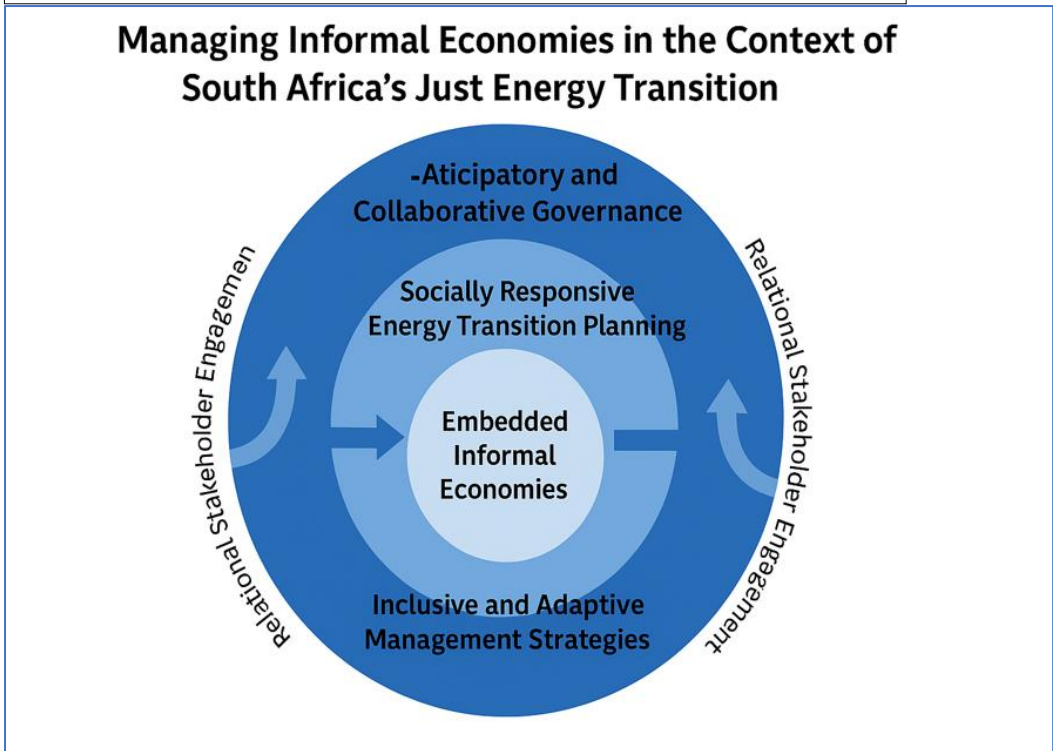 Managing Informal Economies in the Context of
South Africa's Just Energy Transition
-Aticipatory and
Collaborative Governance
Socially Responsive
Energy Transition Planning
Relational Stakeholder Engagemen
Relational Stakeholder Engagement
Embedded
Informal
Economies
Inclusive and Adaptive
Management Strategies